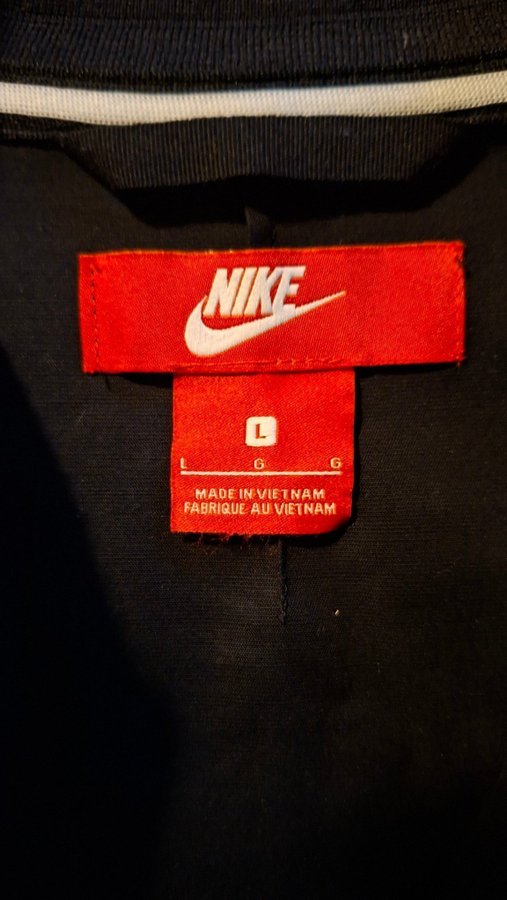 NIKE
L
L G G
MADE IN VIETNAM
FABRIQUE AU VIETNAM